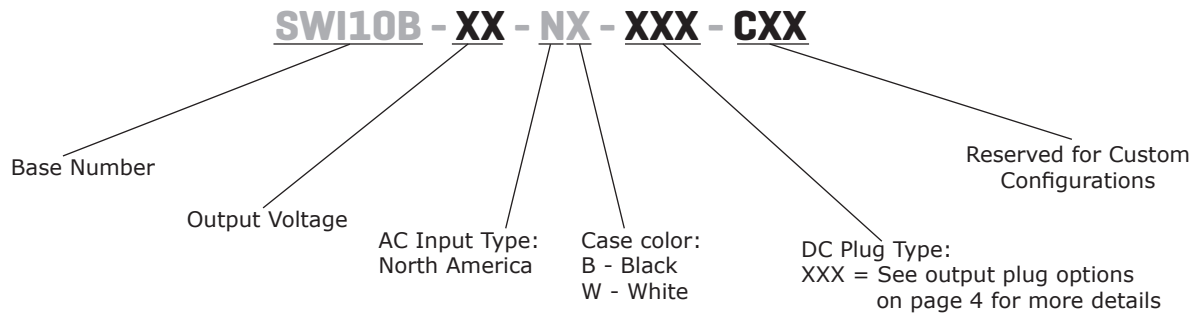 SWI10B - XX - NX - XXX - CXX
Base Number
Output Voltage
AC Input Type:
North America
Case color:
B - Black
W - White
DC Plug Type:
XXX = See output plug options
on page 4 for more details
Reserved for Custom
Configurations